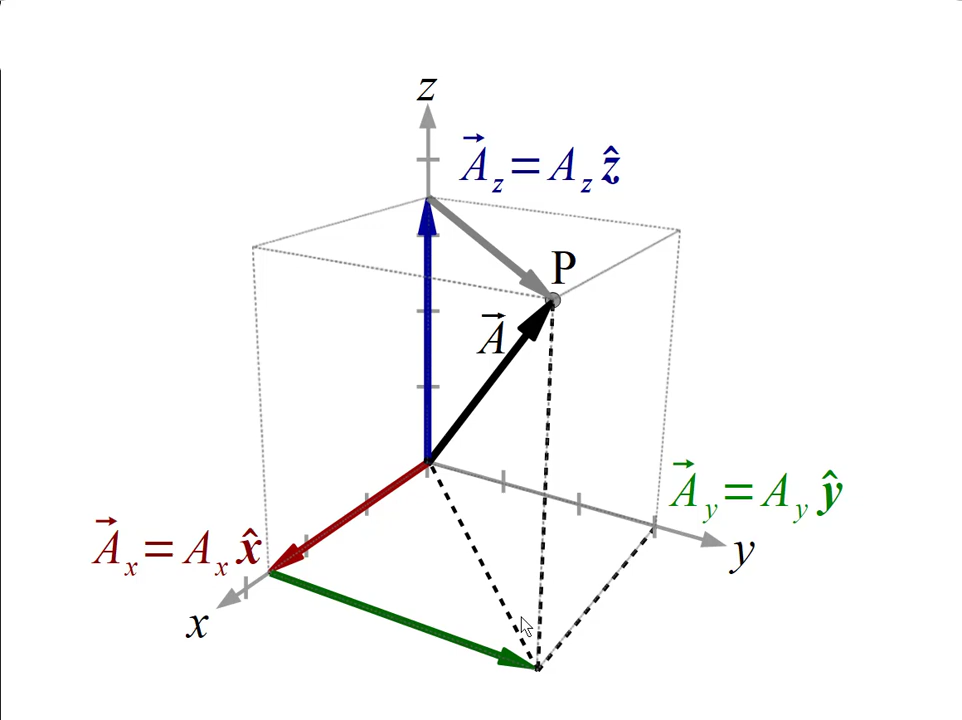 z
A⃗z = Az ẑ
P
A⃗
A⃗y = Ay ŷ
A⃗x = Ax x̂
y
x